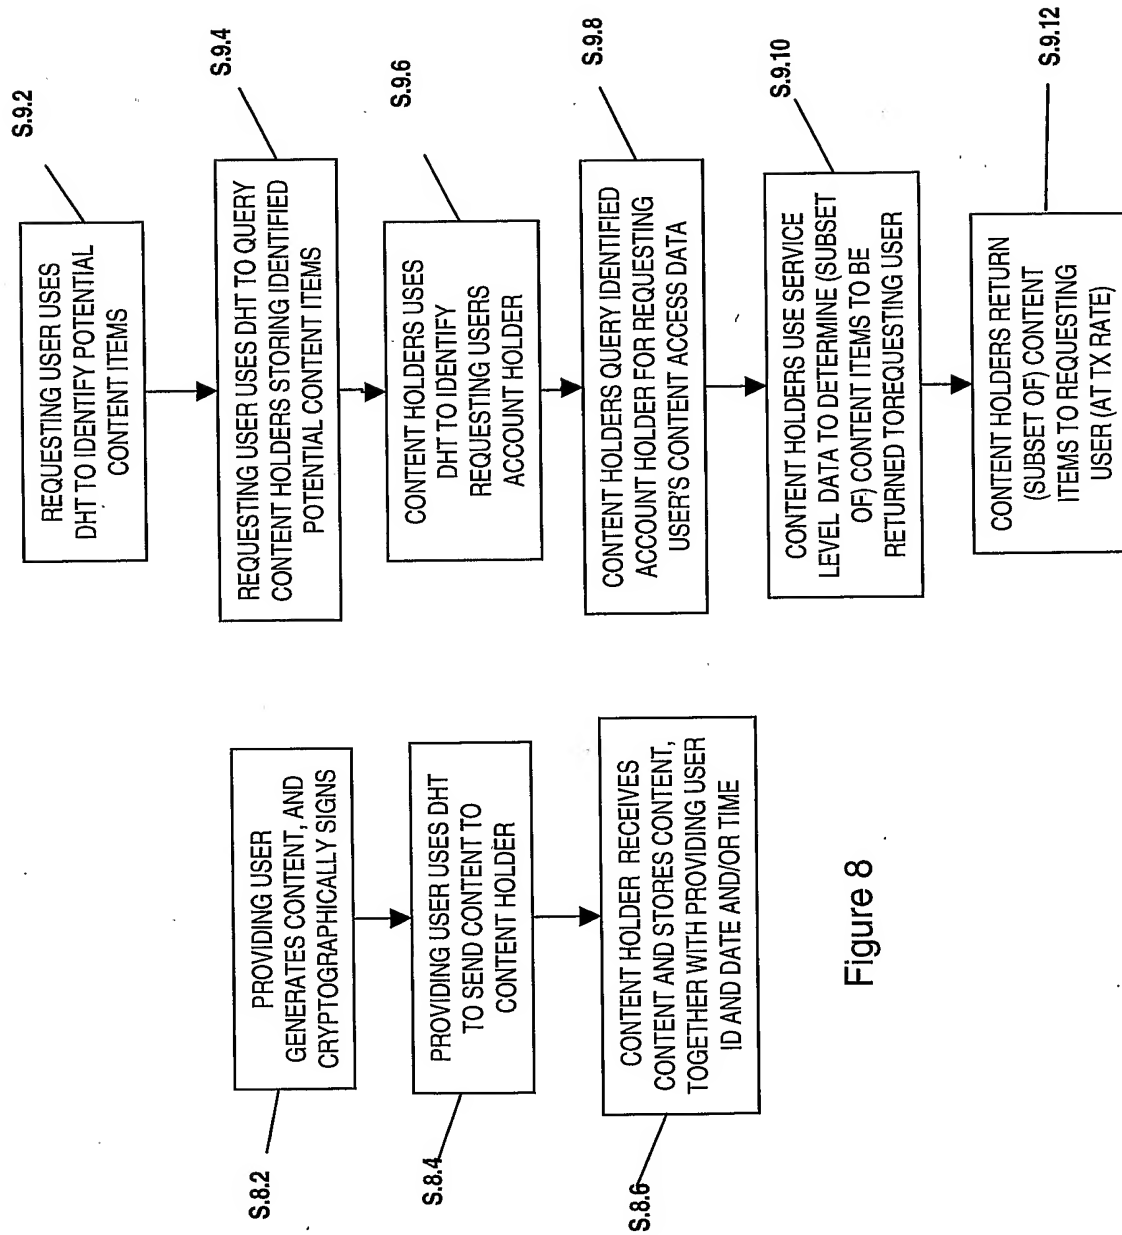 S.8.2
PROVIDING USER
GENERATES CONTENT, AND
CRYPTOGRAPHICALLY SIGNS
S.8.4
PROVIDING USER USES DHT
TO SEND CONTENT TO
CONTENT HOLDER
S.8.6
CONTENT HOLDER RECEIVES
CONTENT AND STORES CONTENT,
TOGETHER WITH PROVIDING USER
ID AND DATE AND/OR TIME
Figure 8
REQUESTING USER USES
DHT TO IDENTIFY POTENTIAL
CONTENT ITEMS
S.9.2
REQUESTING USER USES DHT TO QUERY
CONTENT HOLDERS STORING IDENTIFIED
POTENTIAL CONTENT ITEMS
S.9.4
CONTENT HOLDERS USES
DHT TO IDENTIFY
REQUESTING USERS
ACCOUNT HOLDER
S.9.6
CONTENT HOLDERS QUERY IDENTIFIED
ACCOUNT HOLDER FOR REQUESTING
USER'S CONTENT ACCESS DATA
S.9.8
CONTENT HOLDERS USE SERVICE
LEVEL DATA TO DETERMINE (SUBSET
OF) CONTENT ITEMS TO BE
RETURNED TOREQUESTING USER
S.9.10
CONTENT HOLDERS RETURN
(SUBSET OF) CONTENT
ITEMS TO REQUESTING
USER (AT TX RATE)
S.9.12